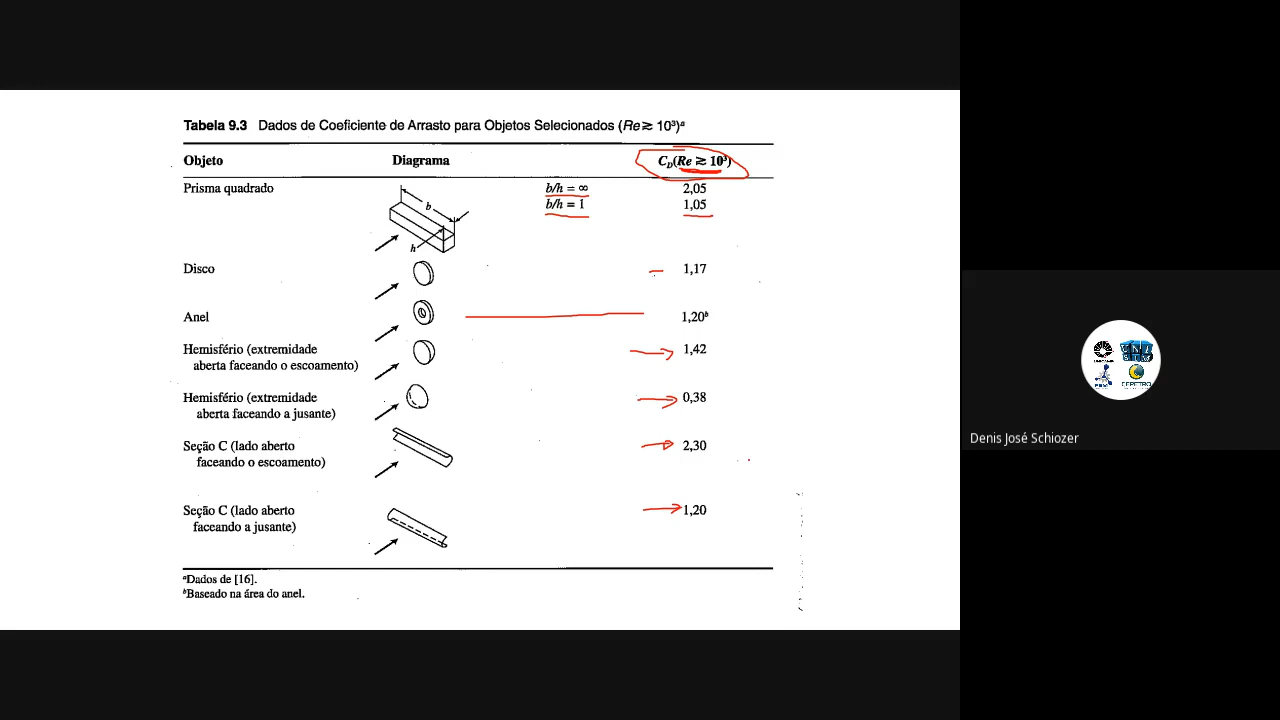 Tabela 9.3 Dados de Coeficiente de Arrasto para Objetos Selecionados (Re ≳ 10³)ᵃ
Objeto Diagrama C_D(Re ≳ 10³)
Prisma quadrado b/h = ∞ 2,05
b/h = 1 1,05
b
h
Disco 1,17
Anel 1,20ᵇ
Hemisfério (extremidade 1,42
aberta faceando o escoamento)
Hemisfério (extremidade 0,38
aberta faceando a jusante)
Seção C (lado aberto 2,30
faceando o escoamento)
Seção C (lado aberto 1,20
faceando a jusante)
ᵃDados de [16].
ᵇBaseado na área do anel.
Denis José Schiozer